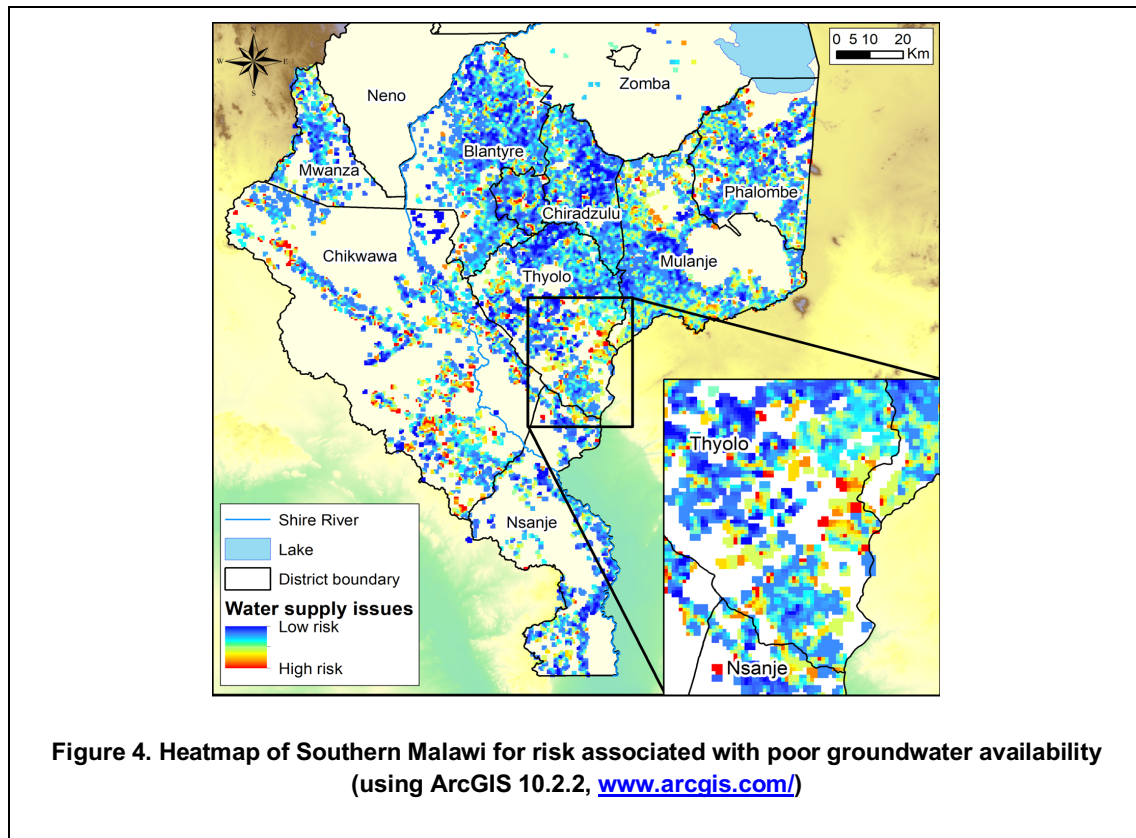 N
W E
S
0 5 10 20
Km
Neno
Zomba
Blantyre
Mwanza
Phalombe
Chiradzulu
Chikwawa
Mulanje
Thyolo
Thyolo
Nsanje
Nsanje
Shire River
Lake
District boundary
Water supply issues
Low risk
High risk
Figure 4. Heatmap of Southern Malawi for risk associated with poor groundwater availability
(using ArcGIS 10.2.2, www.arcgis.com/)